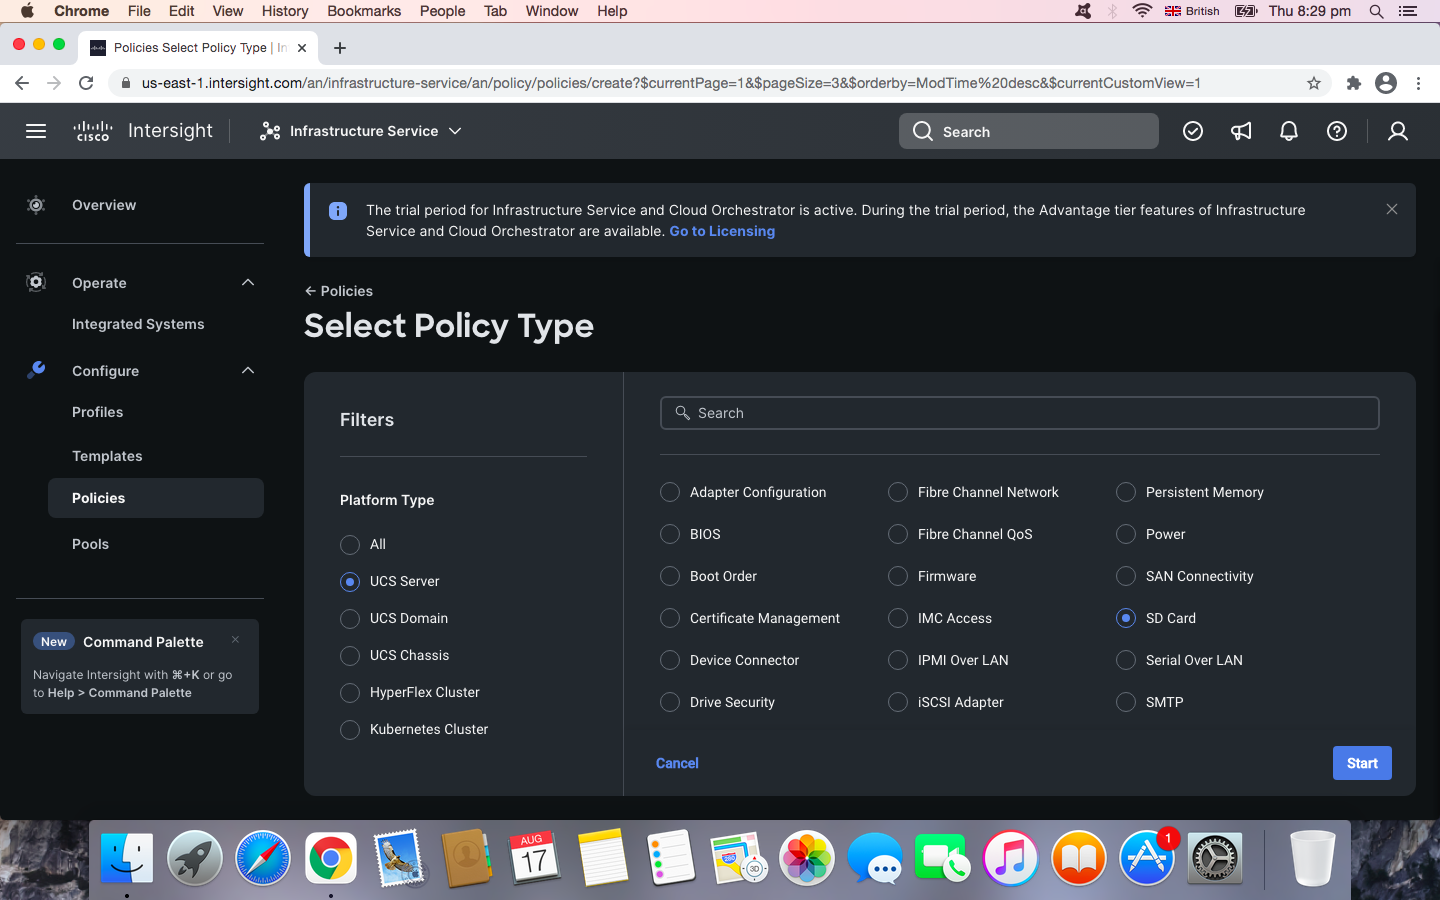 Chrome File Edit View History Bookmarks People Tab Window Help British Thu 8:29 pm
Policies Select Policy Type | In
us-east-1.intersight.com/an/infrastructure-service/an/policy/policies/create?$currentPage=1&$pageSize=3&$orderby=ModTime%20desc&$currentCustomView=1
CISCO Intersight Infrastructure Service Search
Overview
Operate
Integrated Systems
Configure
Profiles
Templates
Policies
Pools
New Command Palette
Navigate Intersight with ⌘+K or go
to Help > Command Palette
The trial period for Infrastructure Service and Cloud Orchestrator is active. During the trial period, the Advantage tier features of Infrastructure
Service and Cloud Orchestrator are available. Go to Licensing
← Policies
Select Policy Type
Filters
Platform Type
All
UCS Server
UCS Domain
UCS Chassis
HyperFlex Cluster
Kubernetes Cluster
Search
Adapter Configuration Fibre Channel Network Persistent Memory
BIOS Fibre Channel QoS Power
Boot Order Firmware SAN Connectivity
Certificate Management IMC Access SD Card
Device Connector IPMI Over LAN Serial Over LAN
Drive Security iSCSI Adapter SMTP
Cancel Start
AUG
17
280
3D
1